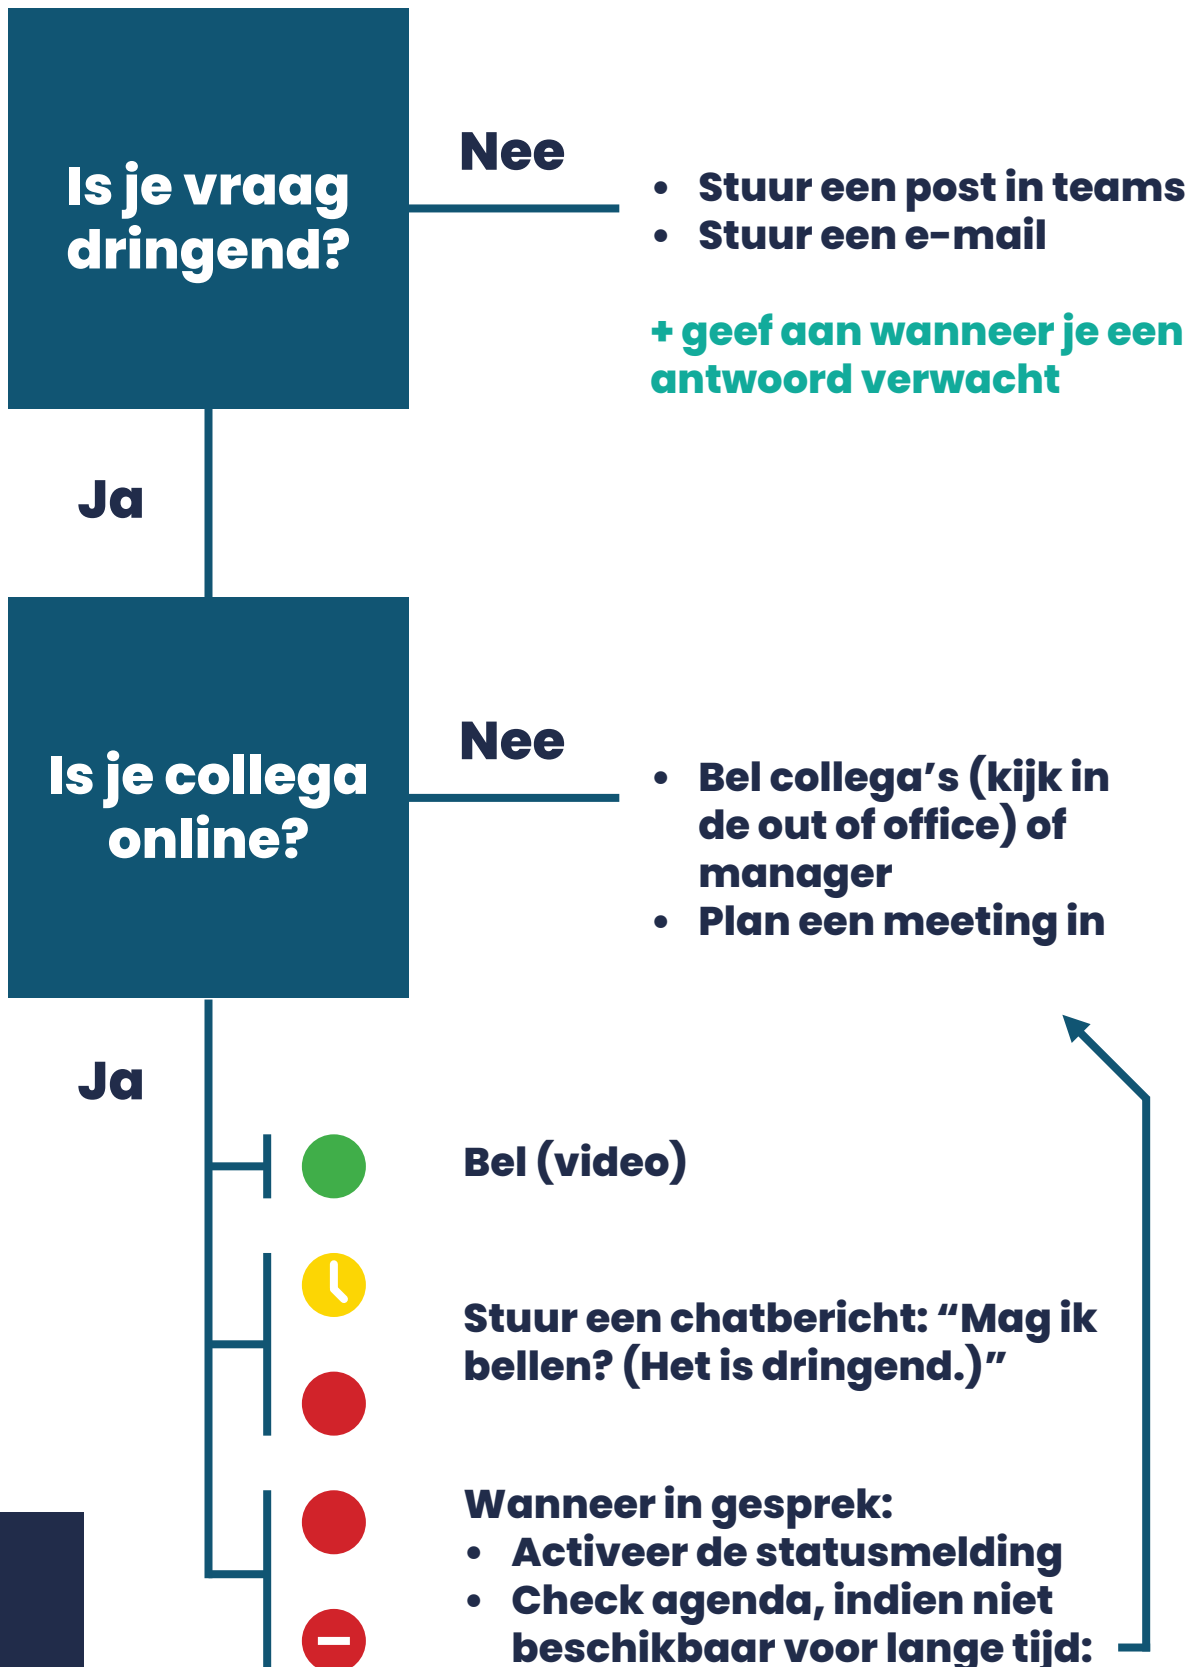 Is je vraag
dringend?
Nee
• Stuur een post in teams
• Stuur een e-mail
+ geef aan wanneer je een
antwoord verwacht
Ja
Is je collega
online?
Nee
• Bel collega’s (kijk in
de out of office) of
manager
• Plan een meeting in
Ja
Bel (video)
Stuur een chatbericht: “Mag ik
bellen? (Het is dringend.)”
Wanneer in gesprek:
• Activeer de statusmelding
• Check agenda, indien niet
beschikbaar voor lange tijd: